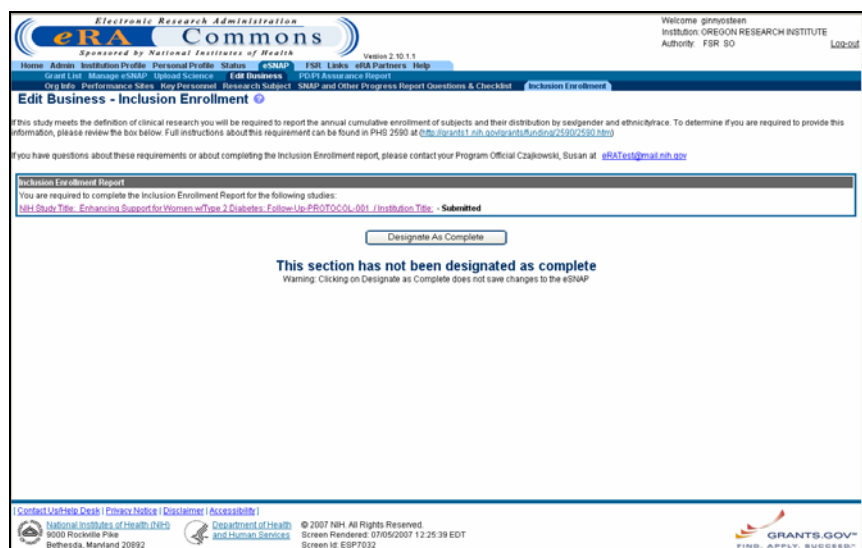 Electronic Research Administration
eRA Commons
Sponsored by National Institutes of Health
Version 2.10.1.1
Welcome ginnyosteen
Institution: OREGON RESEARCH INSTITUTE
Authority: FSR SO
Log-out
Home Admin Institution Profile Personal Profile Status eSNAP FSR Links eRA Partners Help
Grant List Manage eSNAP Upload Science Edit Business PD/PI Assurance Report
Org Info Performance Sites Key Personnel Research Subject SNAP and Other Progress Report Questions & Checklist Inclusion Enrollment
Edit Business - Inclusion Enrollment ?
If this study meets the definition of clinical research you will be required to report the annual cumulative enrollment of subjects and their distribution by sex/gender and ethnicity/race. To determine if you are required to provide this
information, please review the box below. Full instructions about this requirement can be found in PHS 2590 at (http://grants1.nih.gov/grants/funding/2590/2590.htm)
If you have questions about these requirements or about completing the Inclusion Enrollment report, please contact your Program Official Czajkowski, Susan at eRATest@mail.nih.gov
Inclusion Enrollment Report
You are required to complete the Inclusion Enrollment Report for the following studies:
NIH Study Title: Enhancing Support for Women w/Type 2 Diabetes: Follow-Up-PROTOCOL-001 / Institution Title: - Submitted
Designate As Complete
This section has not been designated as complete
Warning: Clicking on Designate as Complete does not save changes to the eSNAP
[ Contact Us/Help Desk | Privacy Notice | Disclaimer | Accessibility ]
National Institutes of Health (NIH)
9000 Rockville Pike
Bethesda, Maryland 20892
Department of Health
and Human Services
© 2007 NIH. All Rights Reserved.
Screen Rendered: 07/05/2007 12:25:39 EDT
Screen Id: ESP7032
GRANTS.GOV℠
FIND. APPLY. SUCCEED.℠